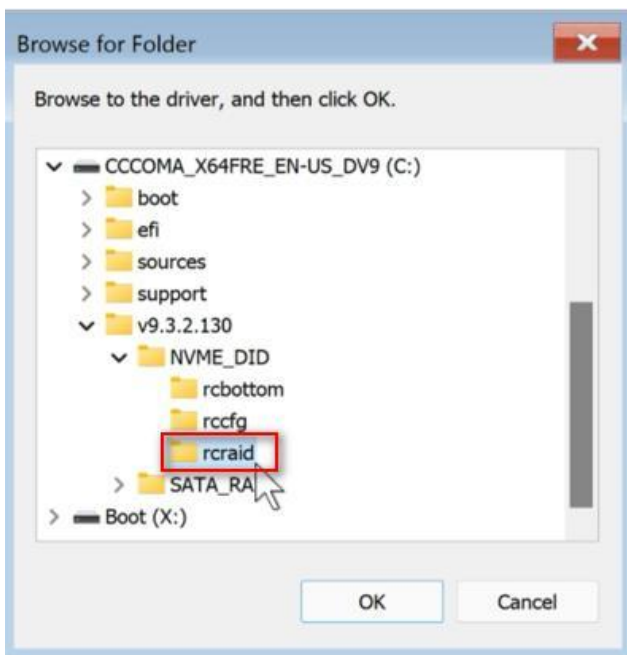 Browse for Folder
Browse to the driver, and then click OK.
CCCOMA_X64FRE_EN-US_DV9 (C:)
boot
efi
sources
support
v9.3.2.130
NVME_DID
rcbottom
rccfg
rcraid
SATA_RA
Boot (X:)
OK Cancel